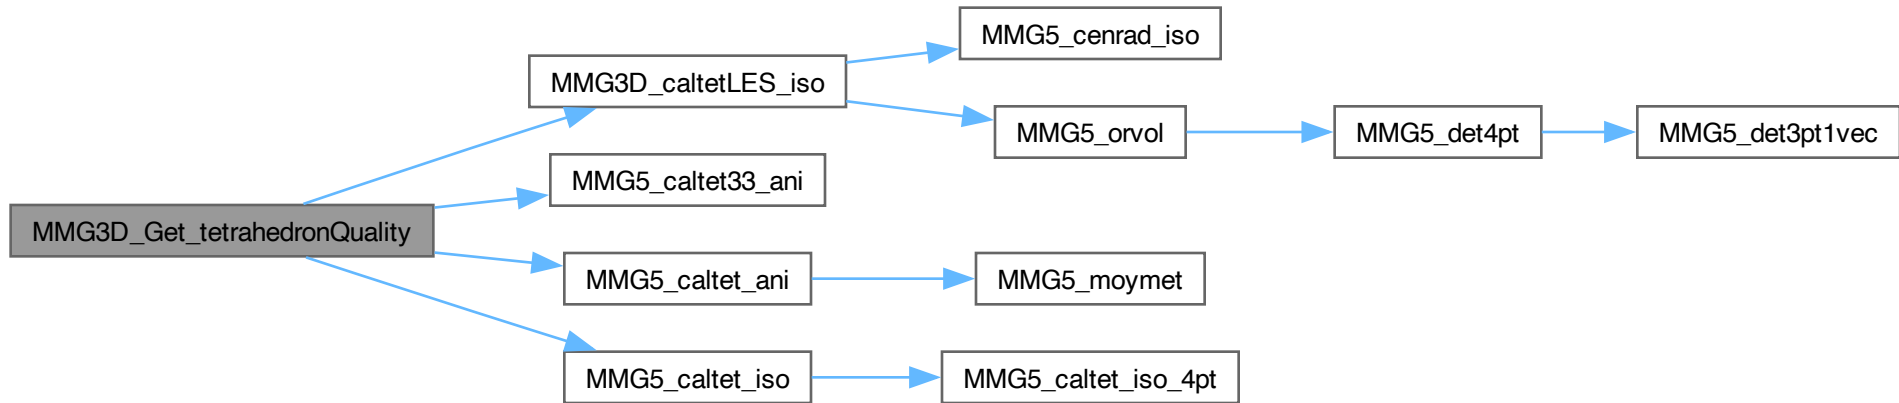 MMG3D_Get_tetrahedronQuality
MMG3D_caltetLES_iso
MMG5_cenrad_iso
MMG5_orvol
MMG5_det4pt
MMG5_det3pt1vec
MMG5_caltet33_ani
MMG5_caltet_ani
MMG5_moymet
MMG5_caltet_iso
MMG5_caltet_iso_4pt